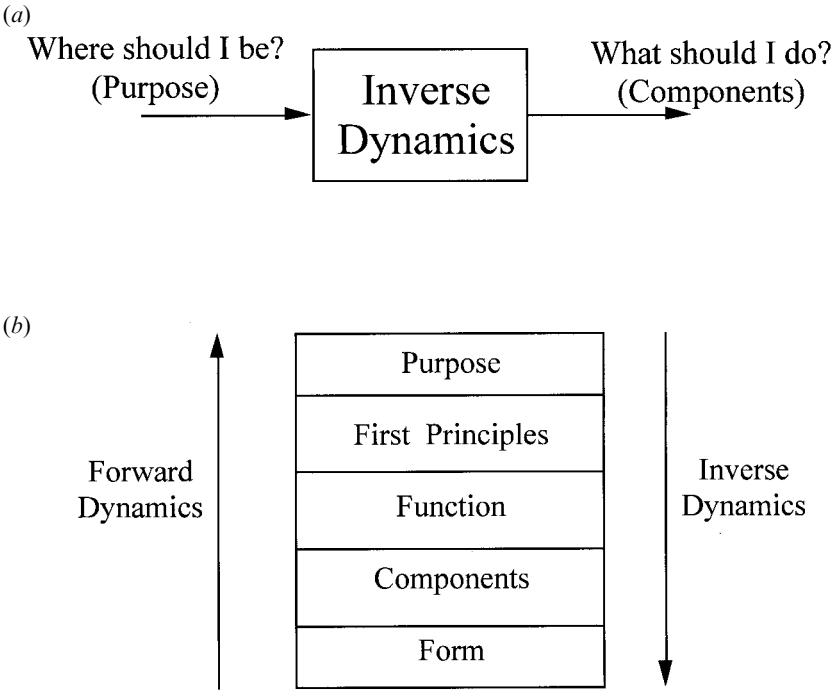 (a)
Where should I be?
(Purpose)
Inverse
Dynamics
What should I do?
(Components)
(b)
Forward
Dynamics
Purpose
First Principles
Function
Components
Form
Inverse
Dynamics